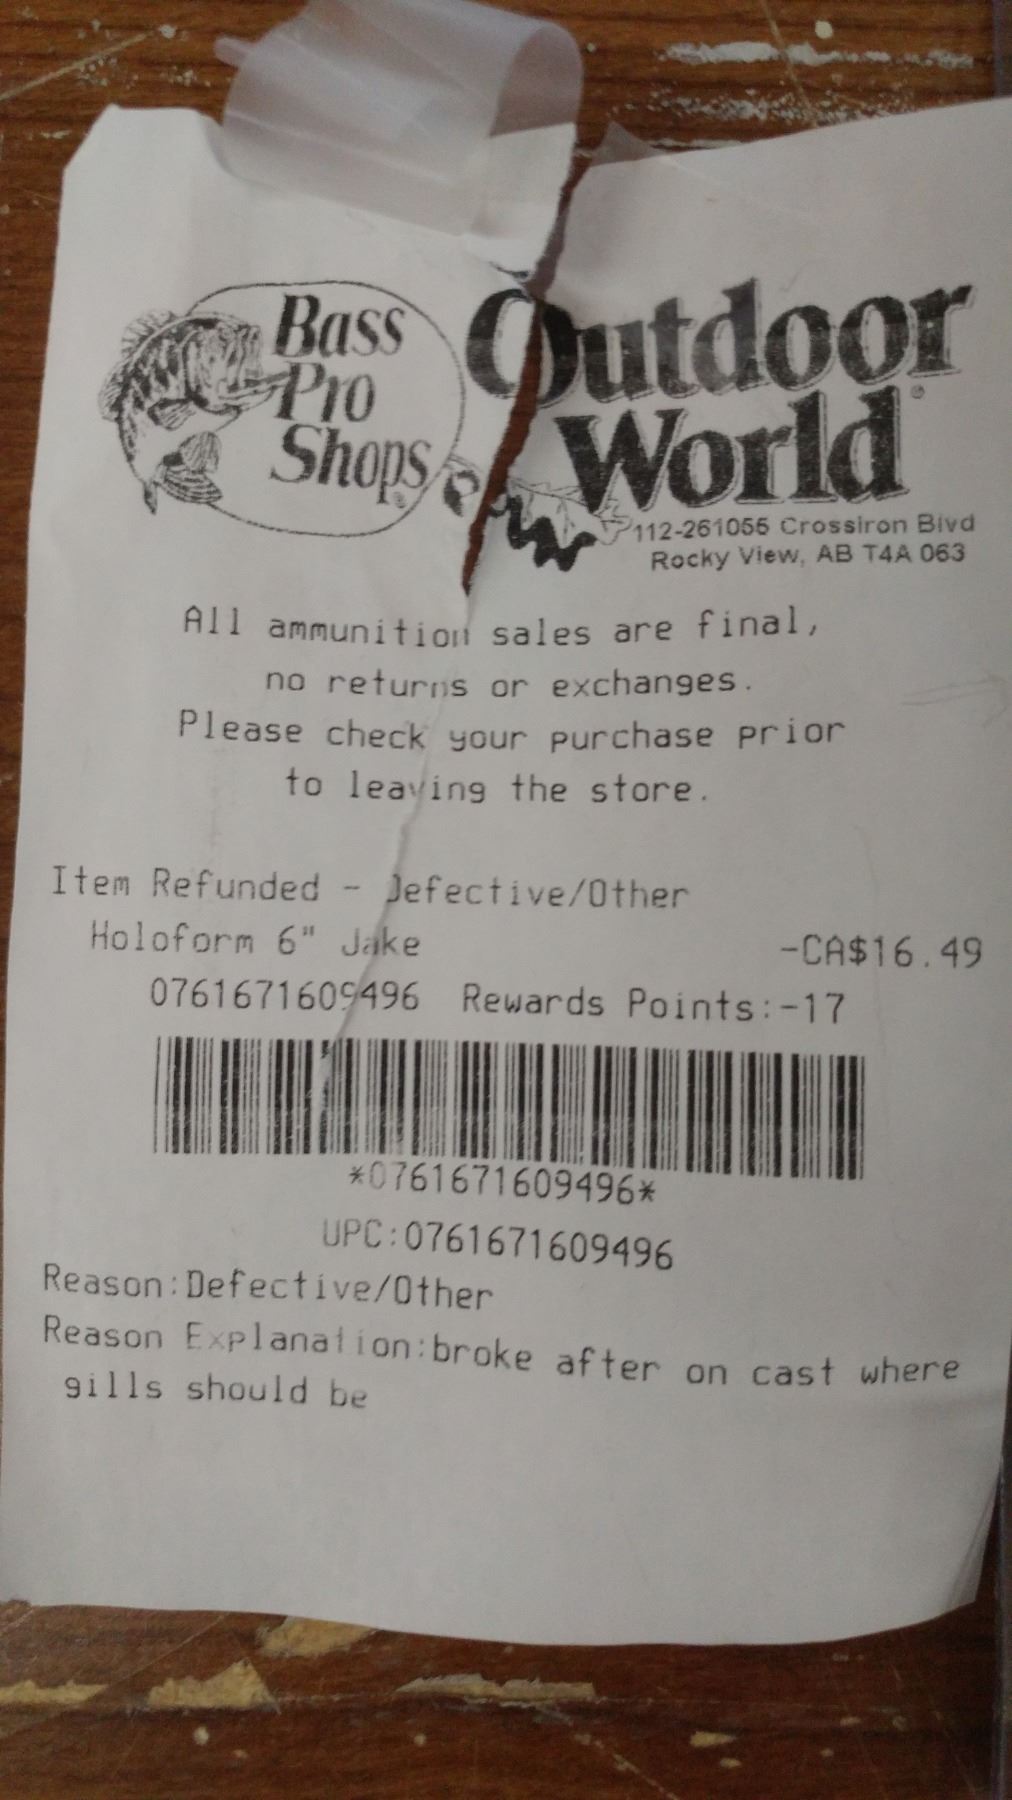 Bass
Pro
Shops
Outdoor
World
112-261055 Crossiron Blvd
Rocky View, AB T4A 063
All ammunition sales are final,
no returns or exchanges.
Please check your purchase prior
to leaving the store.
Item Refunded - Defective/Other
Holoform 6" Jake -CA$16.49
0761671609496 Rewards Points:-17
*0761671609496*
UPC:0761671609496
Reason:Defective/Other
Reason Explanation:broke after on cast where
gills should be